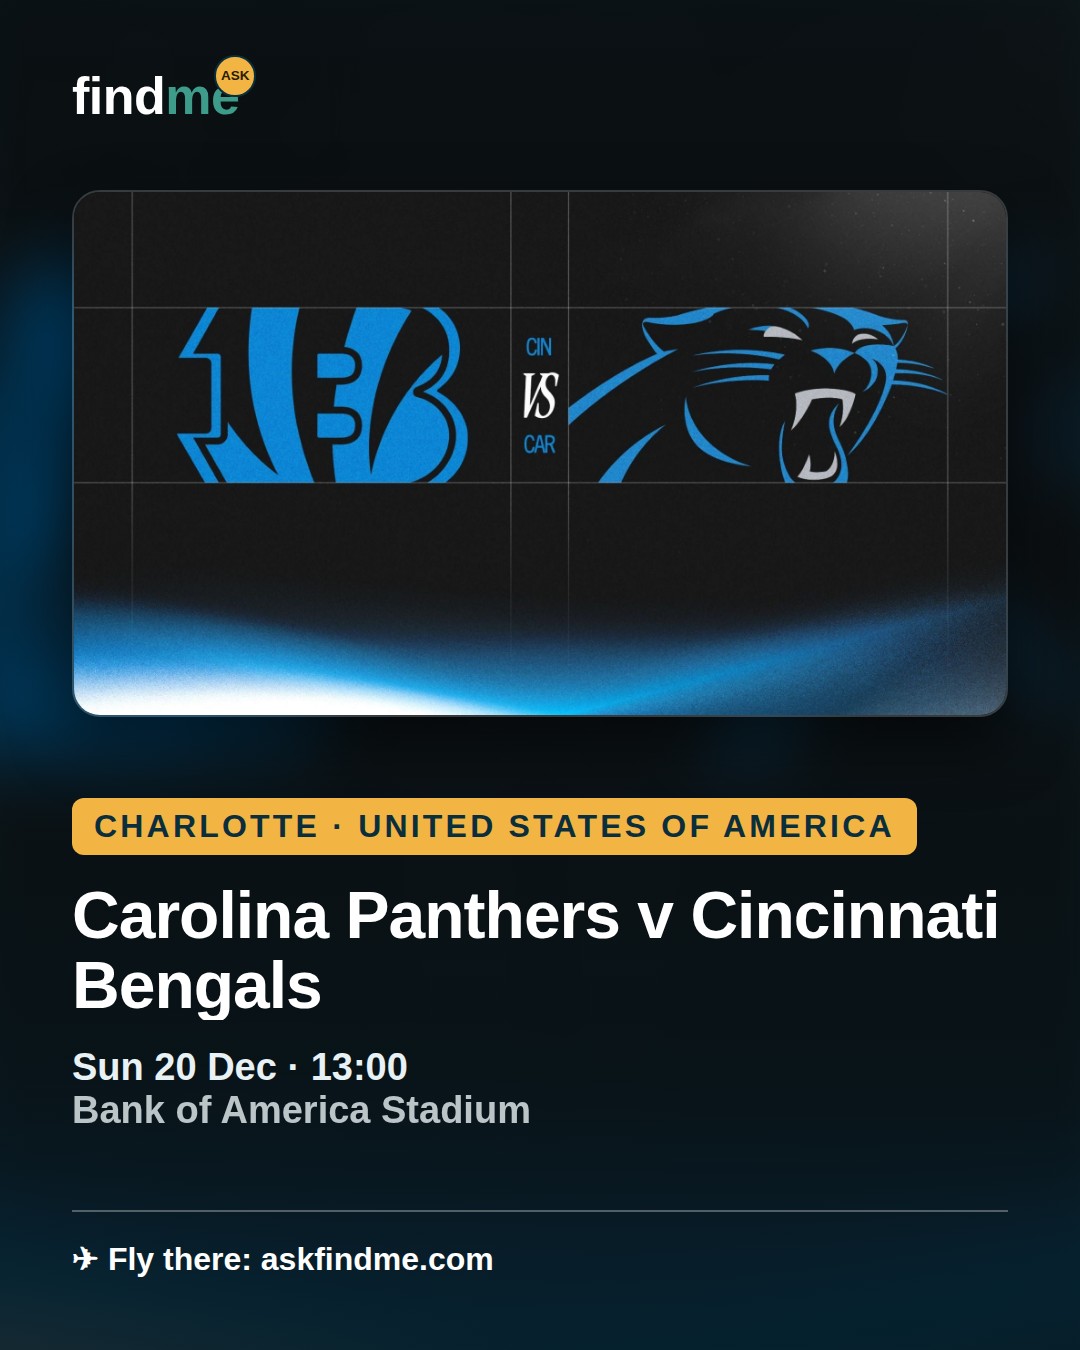 findme
ASK
CIN
VS
CAR
CHARLOTTE · UNITED STATES OF AMERICA
Carolina Panthers v Cincinnati
Bengals
Sun 20 Dec · 13:00
Bank of America Stadium
✈ Fly there: askfindme.com